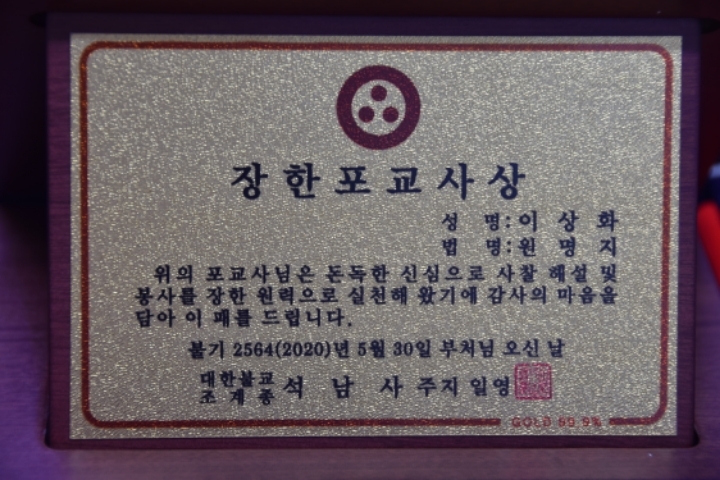 장한포교사상
성 명:이 상 화
법 명:원 명 지
위의 포교사님은 돈독한 신심으로 사찰 해설 및
봉사를 장한 원력으로 실천해 왔기에 감사의 마음을
담아 이 패를 드립니다.
불기 2564(2020)년 5월 30일 부처님 오신 날
대한불교
조계종 석 남 사 주지 일영
GOLD 99.9%